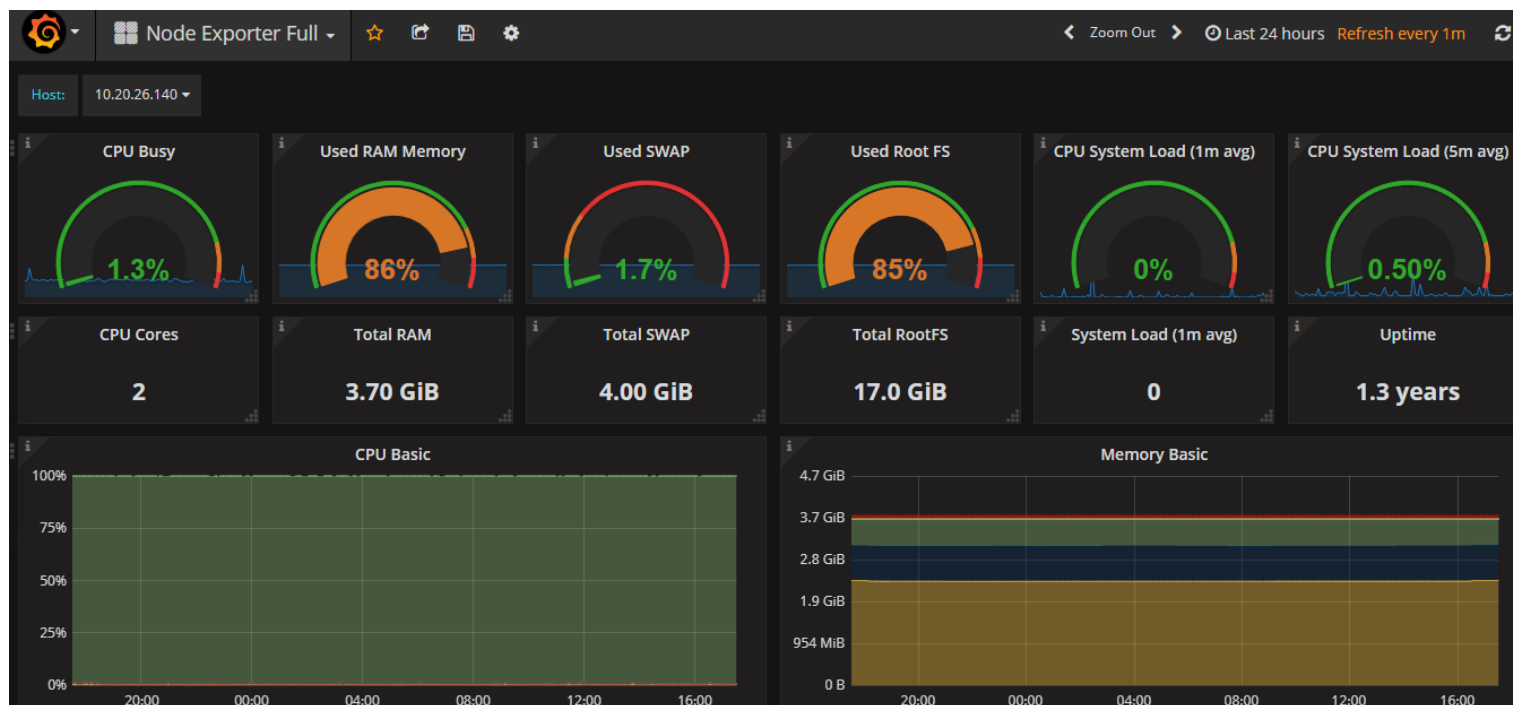 Node Exporter Full
Zoom Out Last 24 hours Refresh every 1m
Host: 10.20.26.140
CPU Busy
1.3%
Used RAM Memory
86%
Used SWAP
1.7%
Used Root FS
85%
CPU System Load (1m avg)
0%
CPU System Load (5m avg)
0.50%
CPU Cores
2
Total RAM
3.70 GiB
Total SWAP
4.00 GiB
Total RootFS
17.0 GiB
System Load (1m avg)
0
Uptime
1.3 years
CPU Basic
100%
75%
50%
25%
0%
20:00 00:00 04:00 08:00 12:00 16:00
Memory Basic
4.7 GiB
3.7 GiB
2.8 GiB
1.9 GiB
954 MiB
0 B
20:00 00:00 04:00 08:00 12:00 16:00